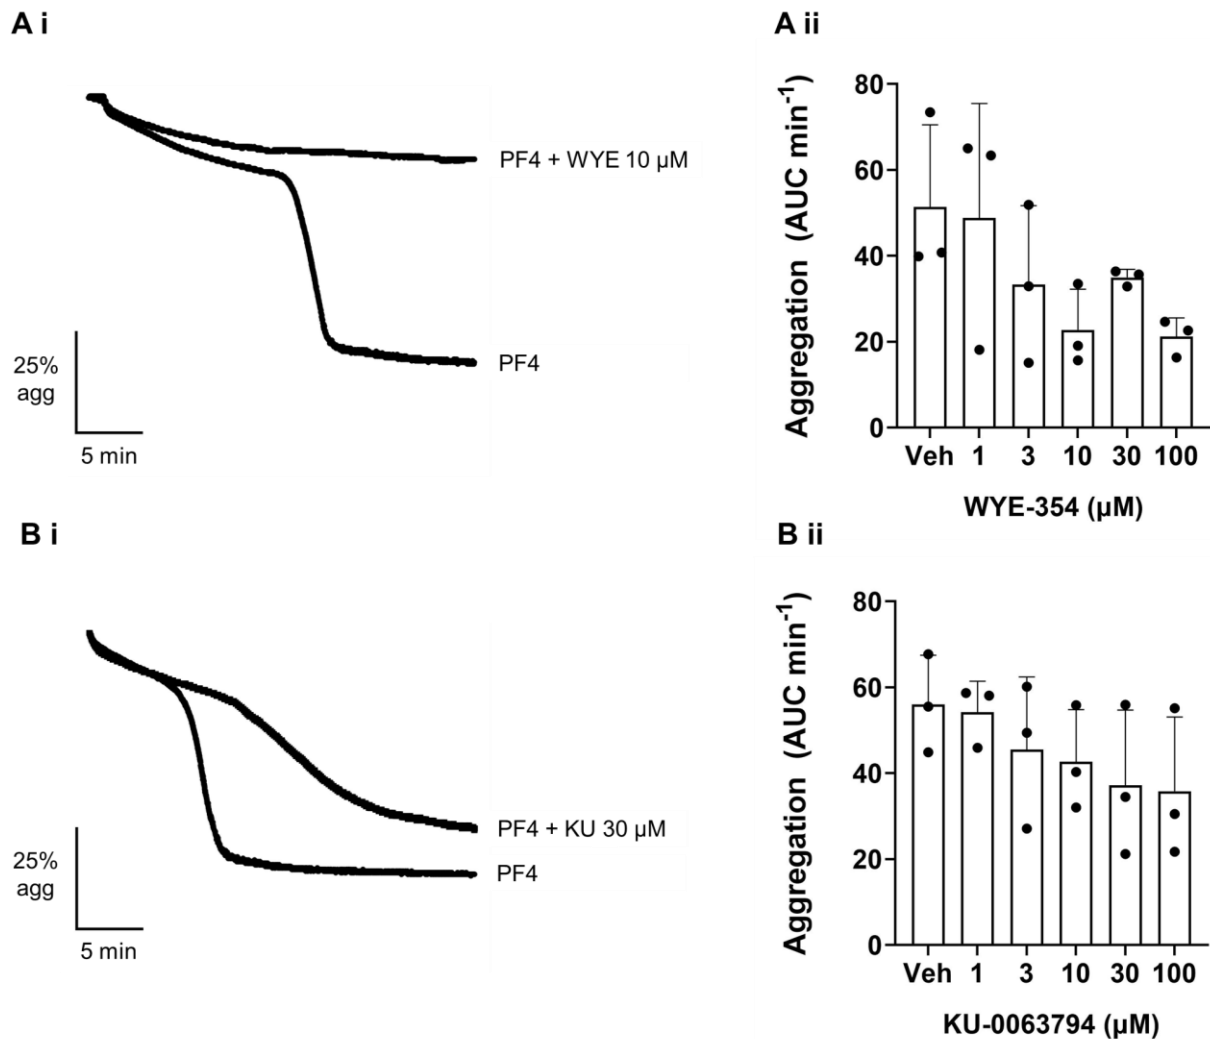 A i
PF4 + WYE 10 µM
PF4
25%
agg
5 min
A ii
Aggregation (AUC min⁻¹)
80
60
40
20
0
Veh 1 3 10 30 100
WYE-354 (µM)
B i
PF4 + KU 30 µM
PF4
25%
agg
5 min
B ii
Aggregation (AUC min⁻¹)
80
60
40
20
0
Veh 1 3 10 30 100
KU-0063794 (µM)